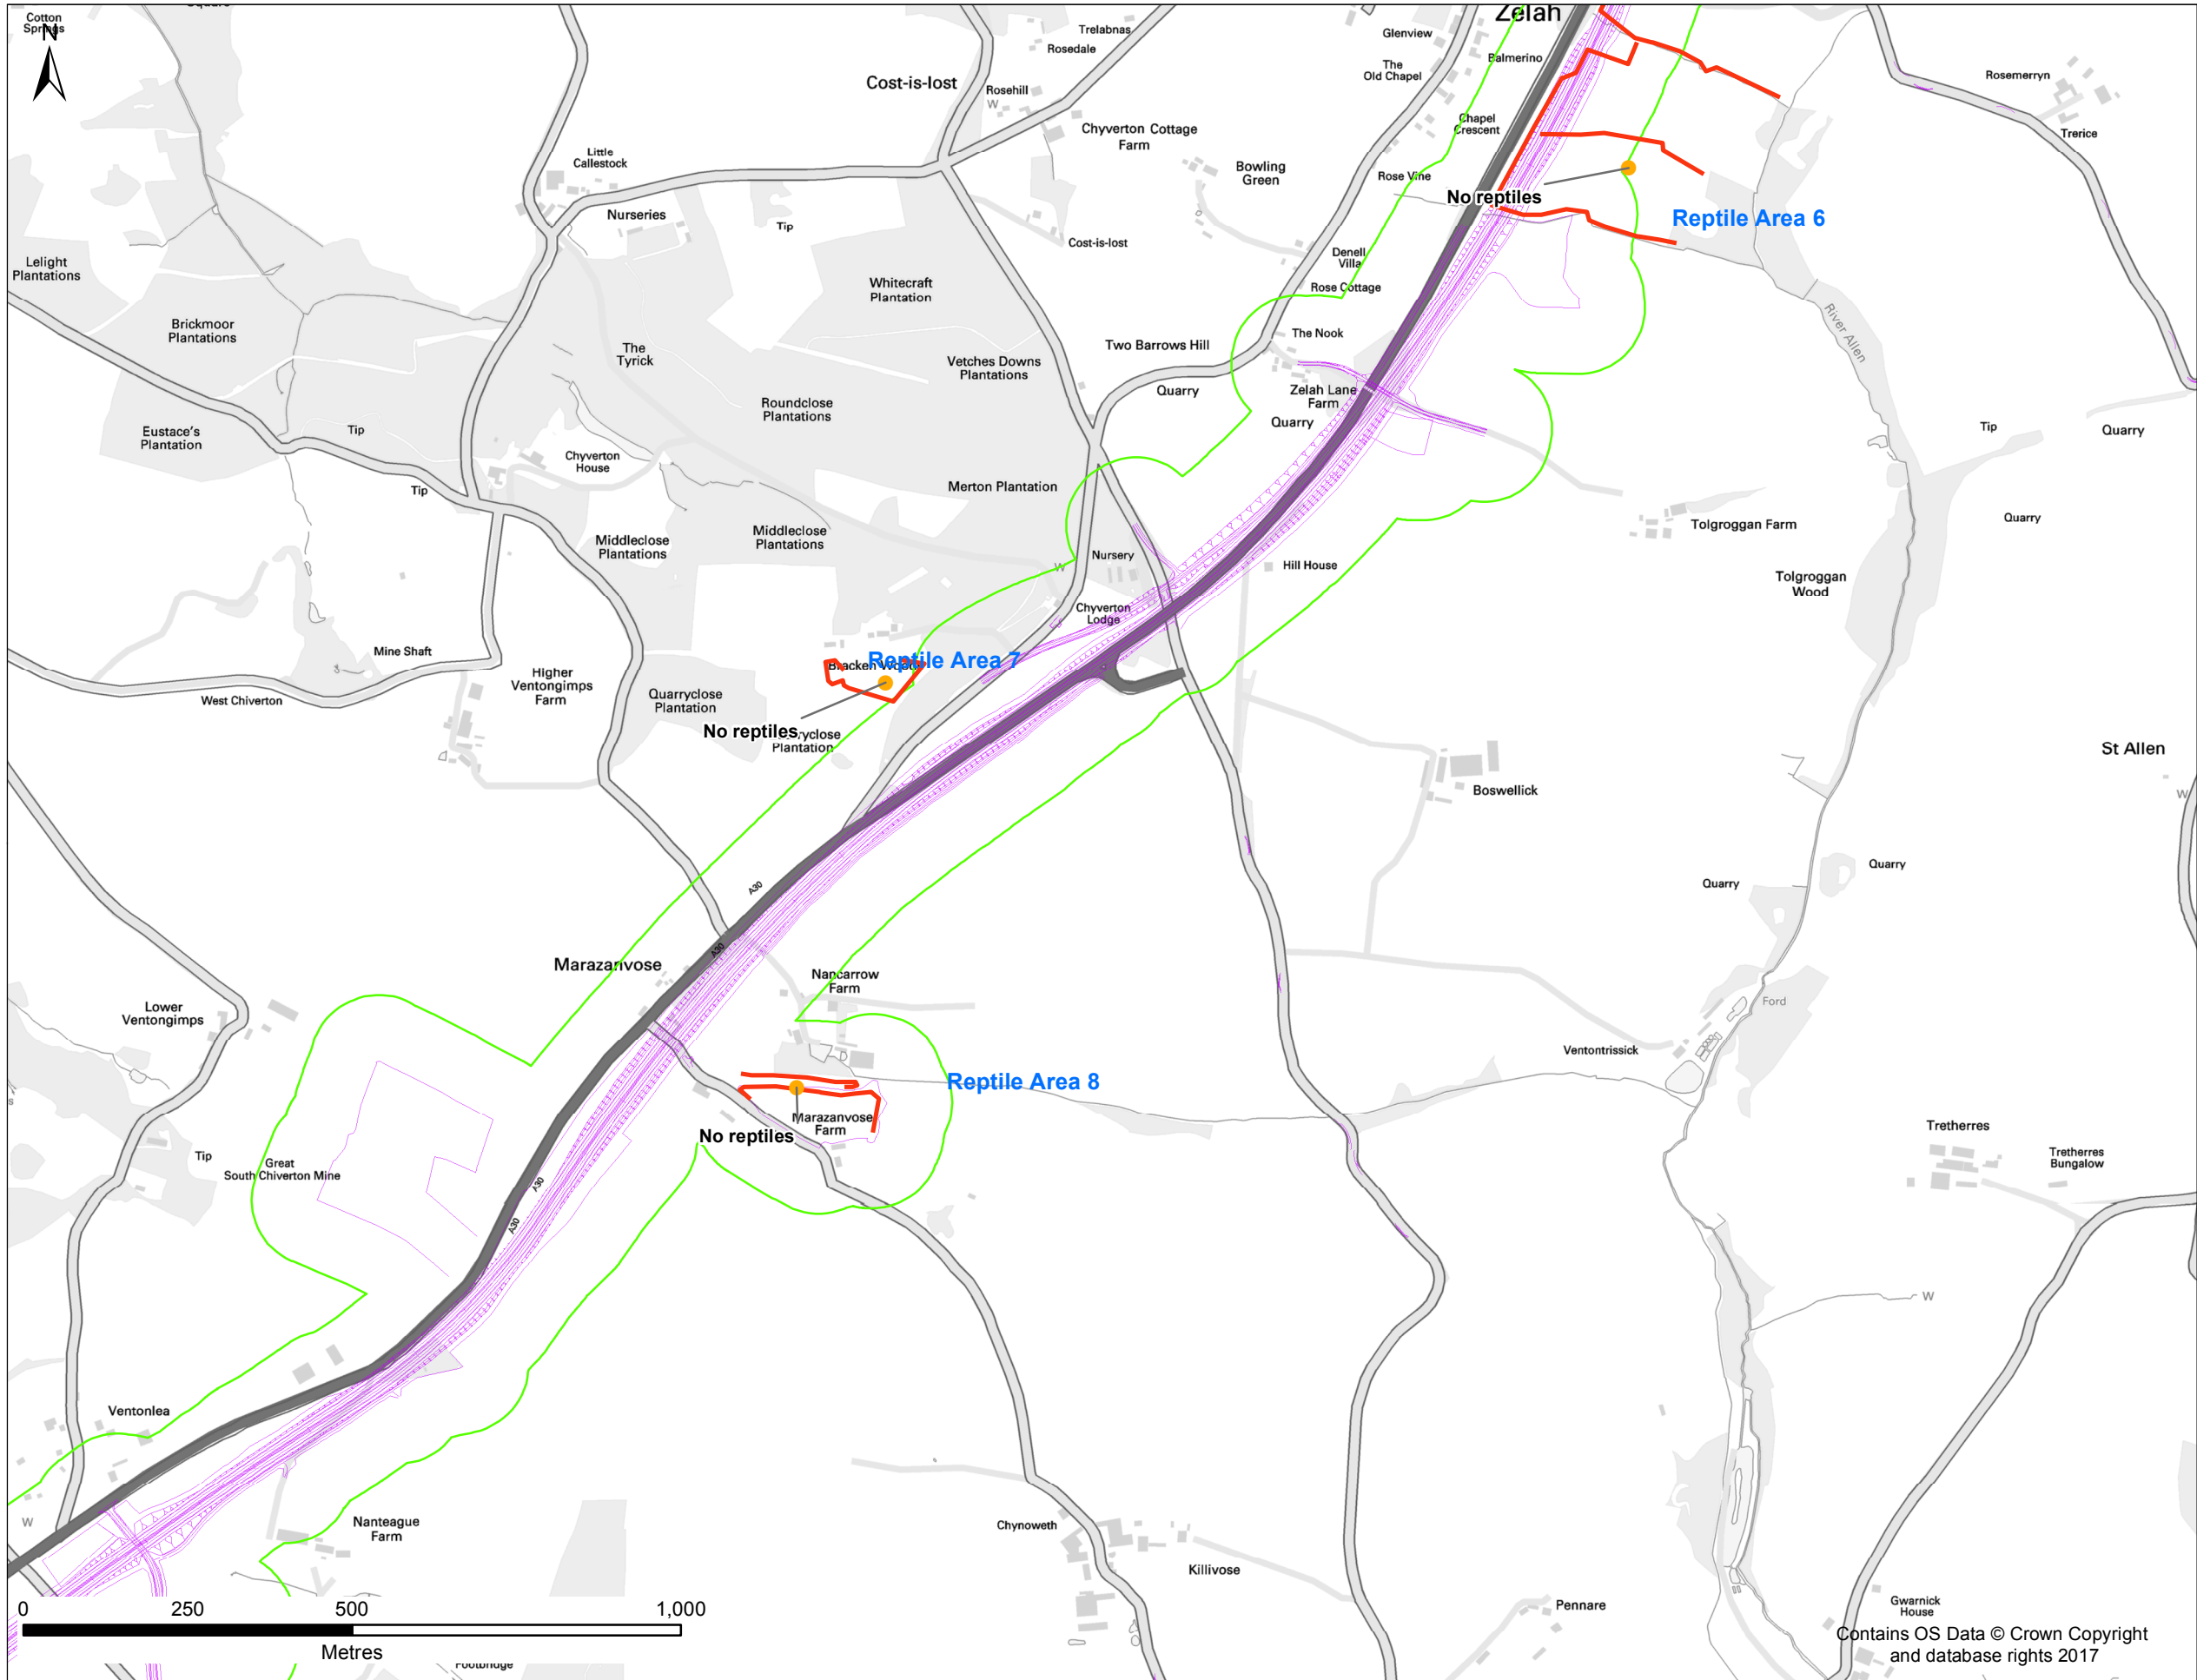 Square
Cotton
Springs
N
Zelah
Trelabnas
Rosedale
Glenview
Balmerino
The
Old Chapel
Cost-is-lost
Rosehill
W
Rosemerryn
Chapel
Crescent
Chyverton Cottage
Farm
Trerice
Little
Callestock
Bowling
Green
Rose Vine
No reptiles
Reptile Area 6
Nurseries
Tip
Cost-is-lost
Denell
Villa
Lelight
Plantations
Whitecraft
Plantation
Rose Cottage
River Allen
Brickmoor
Plantations
The
Tyrick
Two Barrows Hill
The Nook
Vetches Downs
Plantations
Quarry
Zelah Lane
Farm
Roundclose
Plantations
Quarry
Eustace's
Plantation
Tip
Tip
Quarry
Chyverton
House
Tip
Merton Plantation
Quarry
Tolgroggan Farm
Middleclose
Plantations
Middleclose
Plantations
Nursery
W
Hill House
Tolgroggan
Wood
Chyverton
Lodge
Mine Shaft
Reptile Area 7
Higher
Ventongimps
Farm
West Chiverton
Quarryclose
Plantation
No reptiles
Plantation
St Allen
Boswellick
W
Quarry
Quarry
A30
A30
Marazanvose
Nancarrow
Farm
Lower
Ventongimps
Ford
Ventontrissick
Reptile Area 8
Marazanvose
Farm
No reptiles
Tretherres
Tip
Great
South Chiverton Mine
Tretherres
Bungalow
A30
A30
W
Ventonlea
W
Nanteague
Farm
Chynoweth
Killivose
Pennare
Gwarnick
House
0 250 500 1,000
Metres
Footbridge
Contains OS Data © Crown Copyright
and database rights 2017